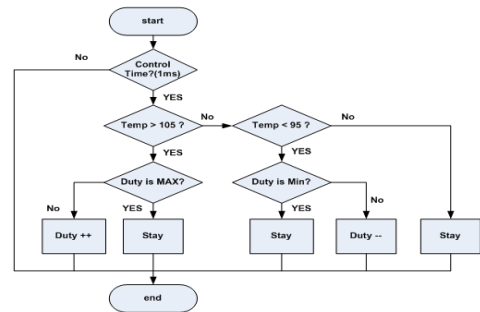 start
No
Control
Time?(1ms)
YES
Temp > 105 ?
No
Temp < 95 ?
No
YES
YES
Duty is MAX?
Duty is Min?
No
YES
YES
No
Duty ++
Stay
Stay
Duty --
Stay
end